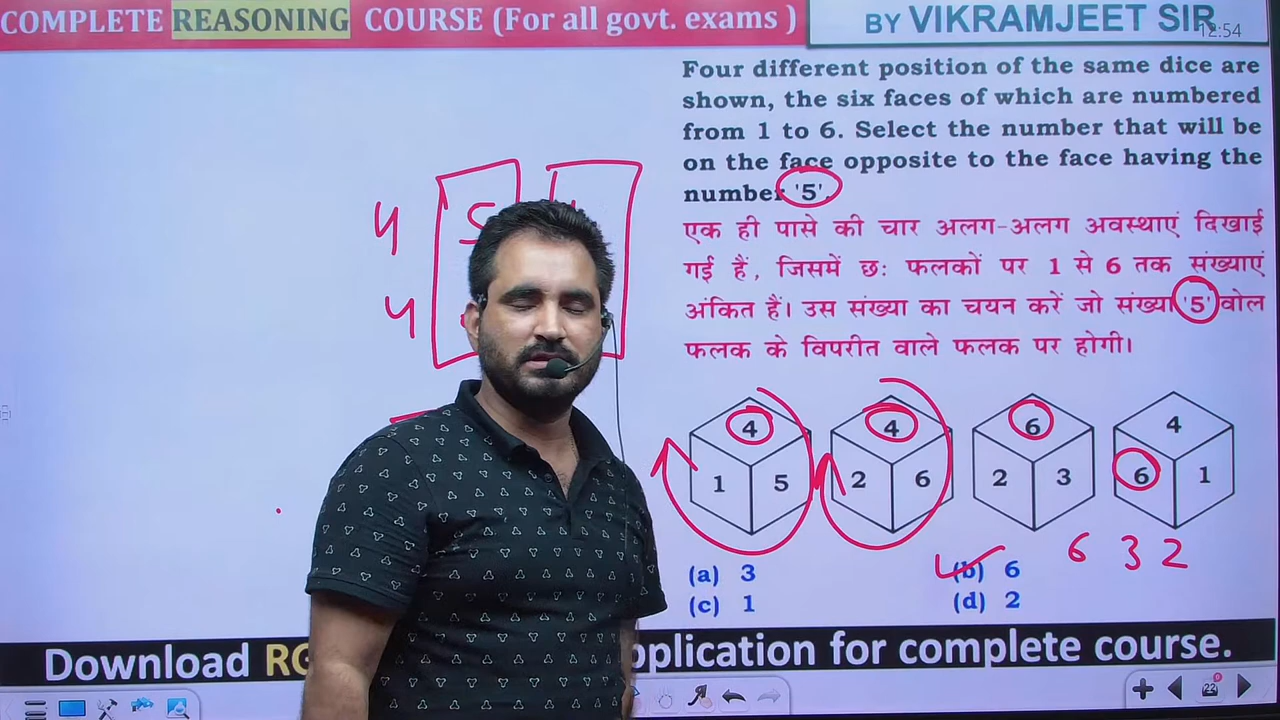 COMPLETE REASONING COURSE (For all govt. exams )
BY VIKRAMJEET SIR
12:54
Four different position of the same dice are
shown, the six faces of which are numbered
from 1 to 6. Select the number that will be
on the face opposite to the face having the
number '5'.
एक ही पासे की चार अलग-अलग अवस्थाएं दिखाई
गई हैं, जिसमें छः फलकों पर 1 से 6 तक संख्याएं
अंकित हैं। उस संख्या का चयन करें जो संख्या '5' वोल
फलक के विपरीत वाले फलक पर होगी।
4 5
4
4 4 6 4
1 5 2 6 2 3 6 1
6 3 2
(a) 3 (b) 6
(c) 1 (d) 2
Download pplication for complete course.
22